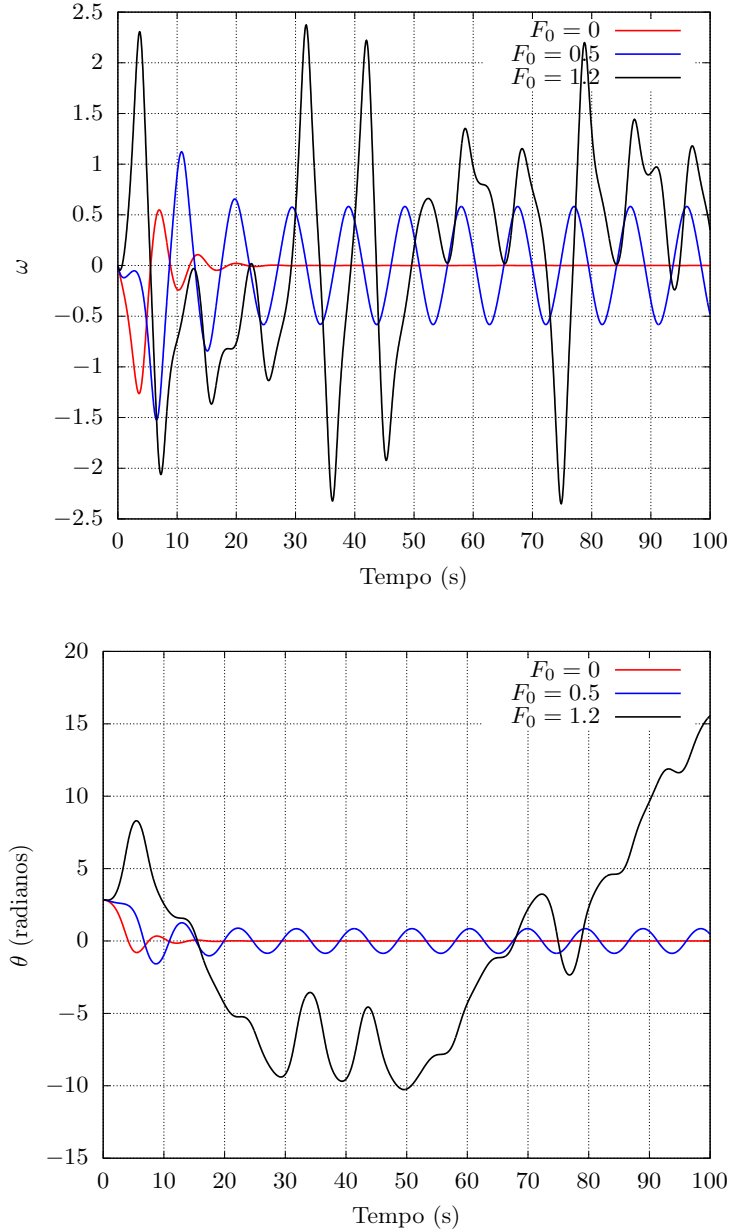 2.5
2
1.5
1
0.5
0
−0.5
−1
−1.5
−2
−2.5
ω
F₀ = 0
F₀ = 0.5
F₀ = 1.2
0 10 20 30 40 50 60 70 80 90 100
Tempo (s)
20
15
10
5
0
−5
−10
−15
θ (radianos)
F₀ = 0
F₀ = 0.5
F₀ = 1.2
0 10 20 30 40 50 60 70 80 90 100
Tempo (s)